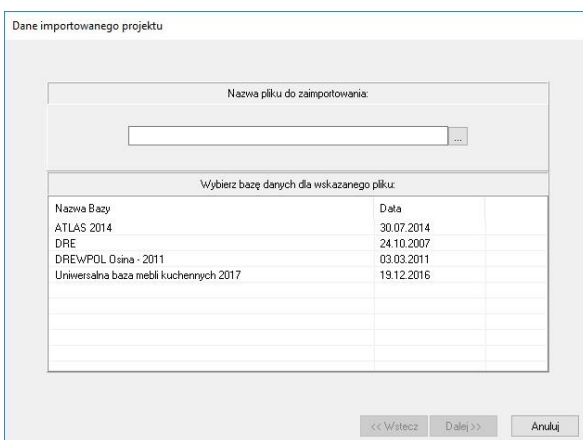 Dane importowanego projektu
Nazwa pliku do zaimportowania:
...
Wybierz bazę danych dla wskazanego pliku:
Nazwa Bazy Data
ATLAS 2014 30.07.2014
DRE 24.10.2007
DREWPOL Osina - 2011 03.03.2011
Uniwersalna baza mebli kuchennych 2017 19.12.2016
<< Wstecz Dalej >> Anuluj